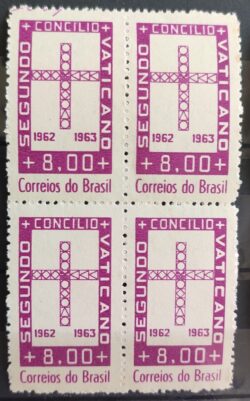 + CONCILIO +
SEGUNDO
VATICANO
1962 1963
+ 8,00 +
Correios do Brasil
+ CONCILIO +
SEGUNDO
VATICANO
1962 1963
+ 8,00 +
Correios do Brasil
+ CONCILIO +
SEGUNDO
VATICANO
1962 1963
+ 8,00 +
Correios do Brasil
+ CONCILIO +
SEGUNDO
VATICANO
1962 1963
+ 8,00 +
Correios do Brasil